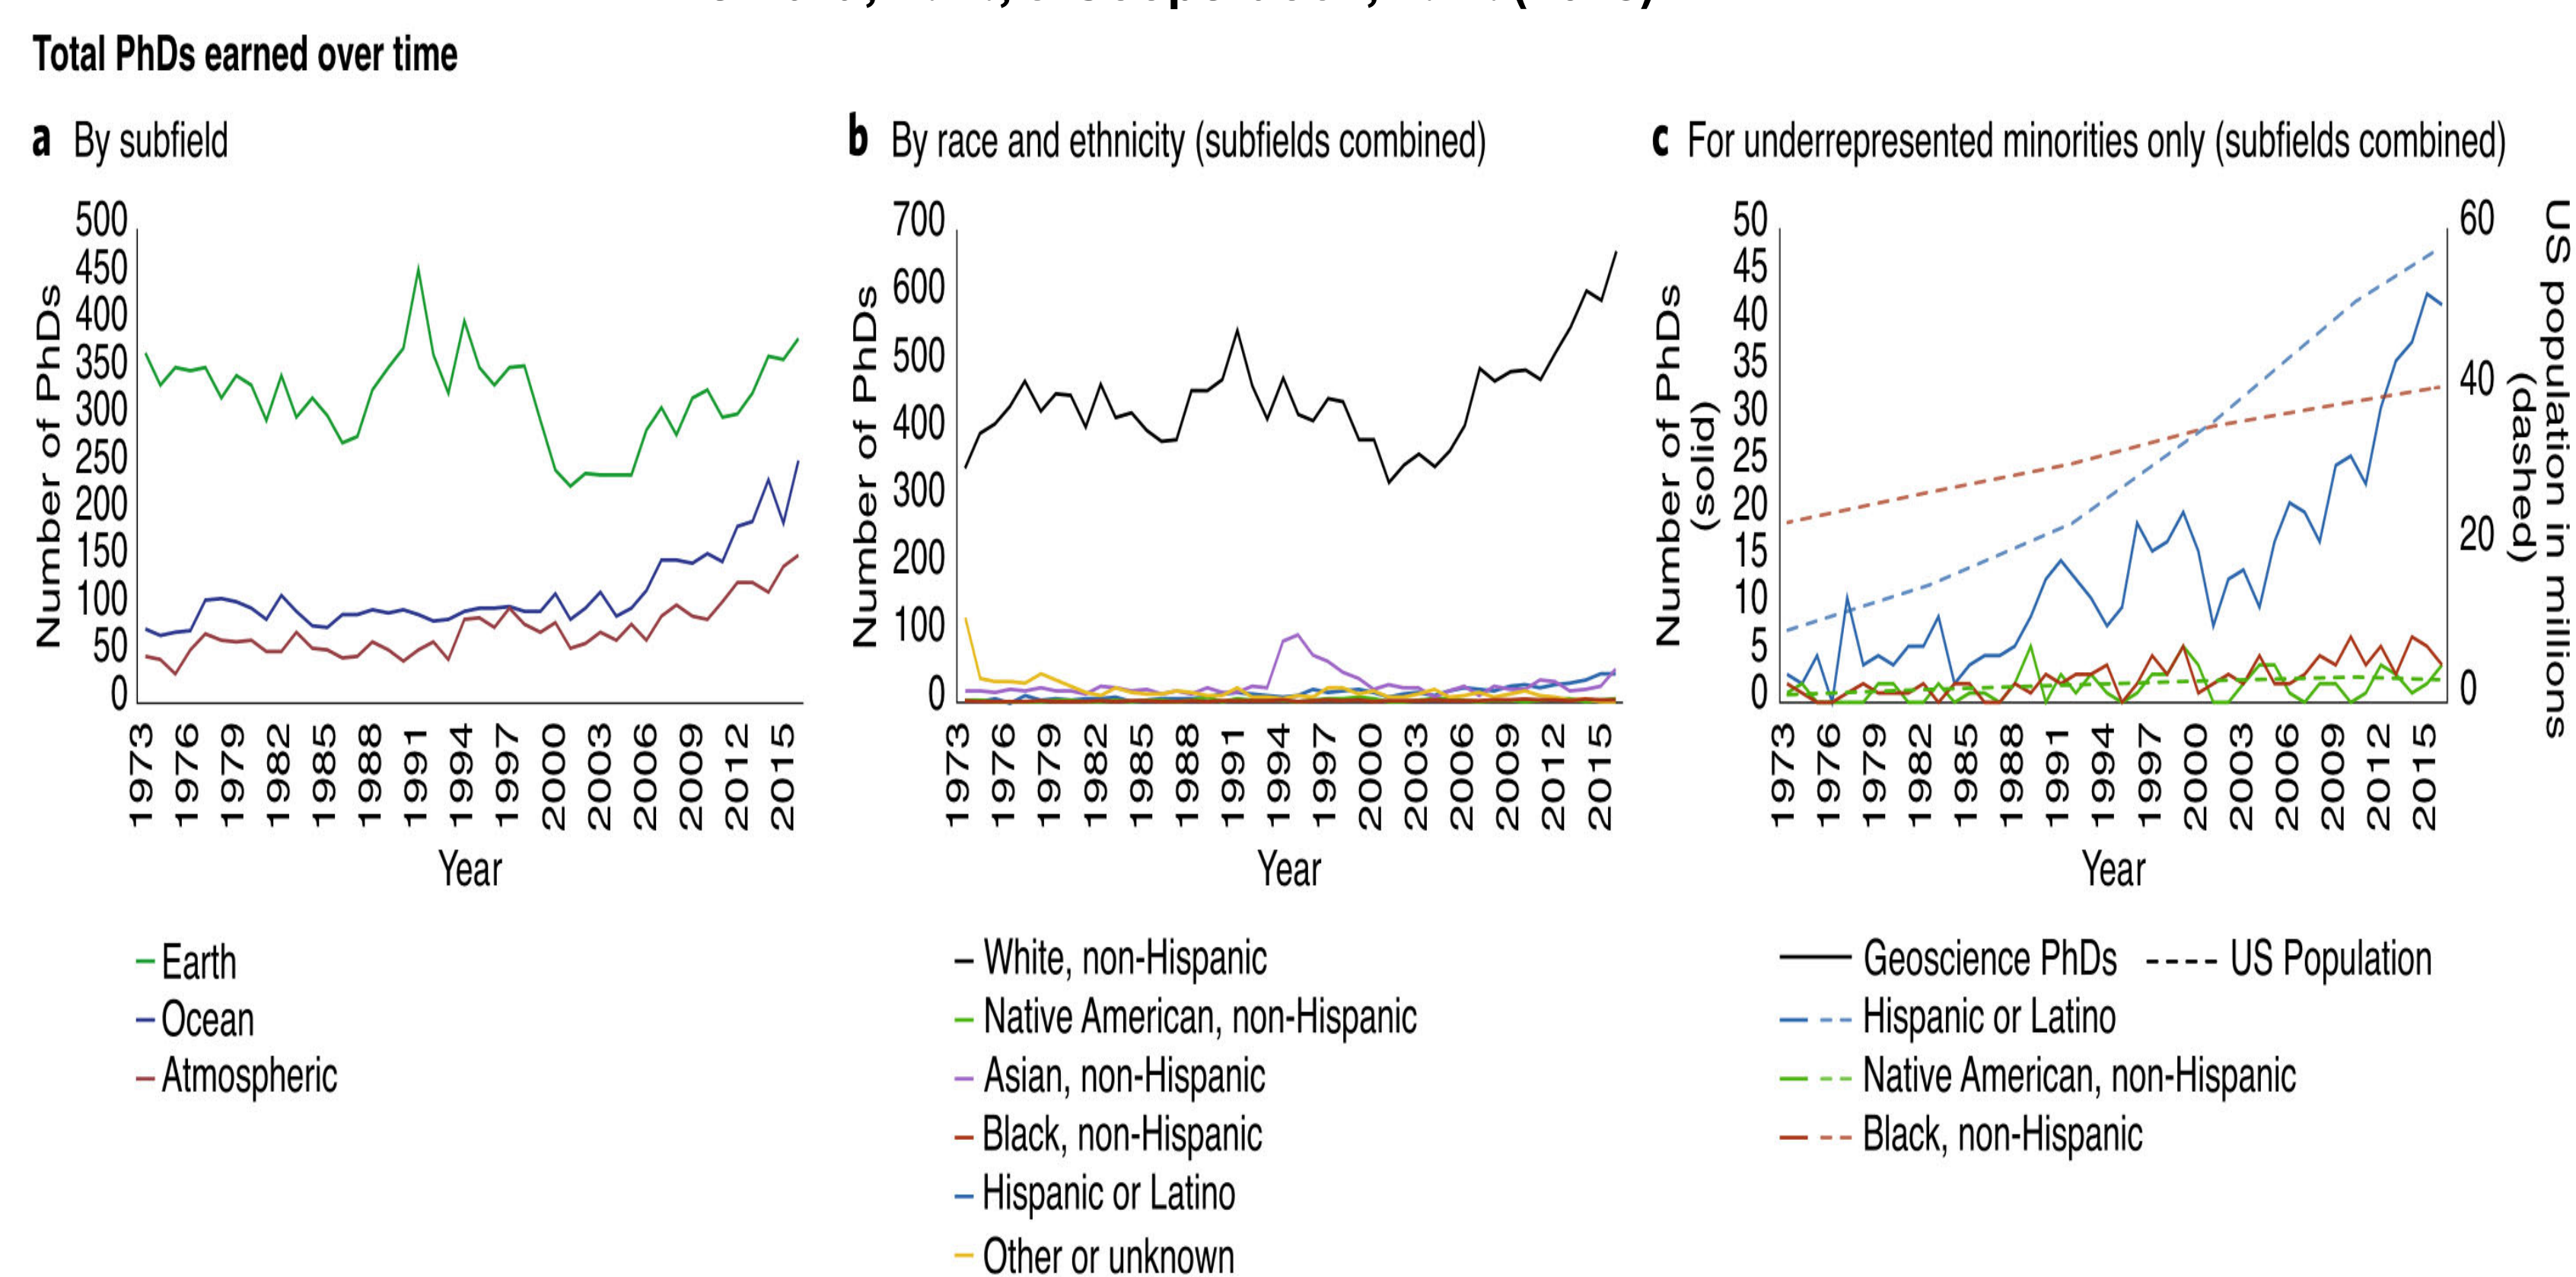 Total PhDs earned over time
a By subfield
Number of PhDs
500
450
400
350
300
250
200
150
100
50
0
1973 1976 1979 1982 1985 1988 1991 1994 1997 2000 2003 2006 2009 2012 2015
Year
Earth
Ocean
Atmospheric
b By race and ethnicity (subfields combined)
Number of PhDs
700
600
500
400
300
200
100
0
1973 1976 1979 1982 1985 1988 1991 1994 1997 2000 2003 2006 2009 2012 2015
Year
White, non-Hispanic
Native American, non-Hispanic
Asian, non-Hispanic
Black, non-Hispanic
Hispanic or Latino
Other or unknown
c For underrepresented minorities only (subfields combined)
Number of PhDs
(solid)
50
45
40
35
30
25
20
15
10
5
0
60
40
20
0
US population in millions
(dashed)
1973 1976 1979 1982 1985 1988 1991 1994 1997 2000 2003 2006 2009 2012 2015
Year
Geoscience PhDs US Population
Hispanic or Latino
Native American, non-Hispanic
Black, non-Hispanic